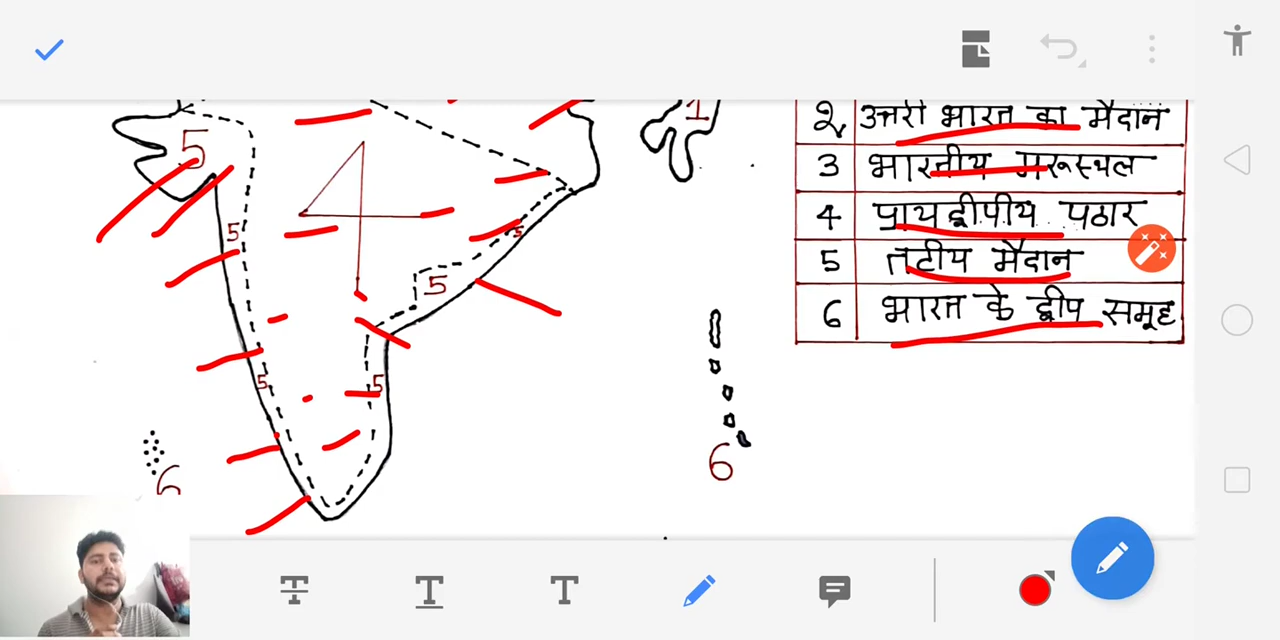 5
1
4
5
5
5
5
5
6
6
2, उत्तरी भारत का मैदान
3 भारतीय मरूस्थल
4 प्रायद्वीपीय पठार
5 तटीय मैदान
6 भारत के द्वीप समूह